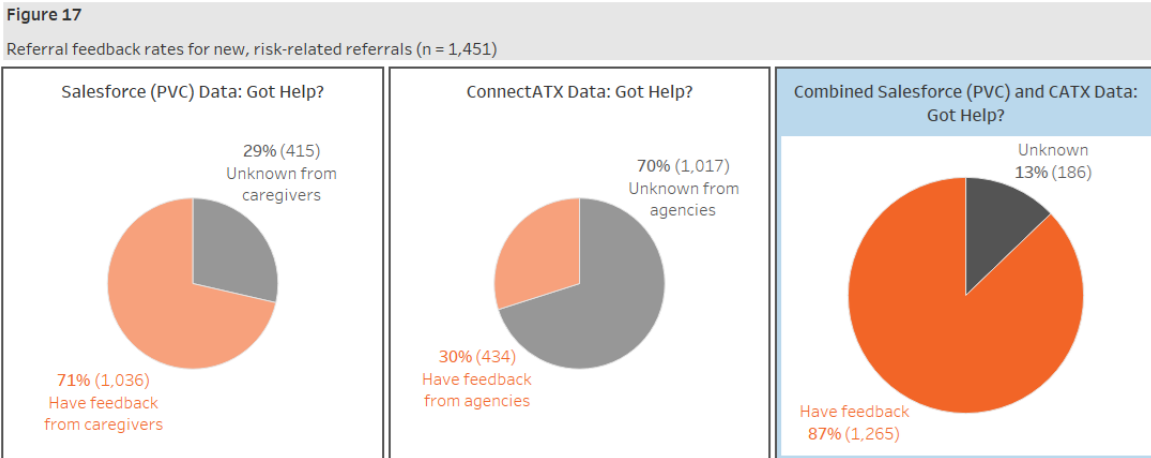 Figure 17
Referral feedback rates for new, risk-related referrals (n = 1,451)
Salesforce (PVC) Data: Got Help?
29% (415)
Unknown from
caregivers
71% (1,036)
Have feedback
from caregivers
ConnectATX Data: Got Help?
70% (1,017)
Unknown from
agencies
30% (434)
Have feedback
from agencies
Combined Salesforce (PVC) and CATX Data:
Got Help?
Unknown
13% (186)
Have feedback
87% (1,265)